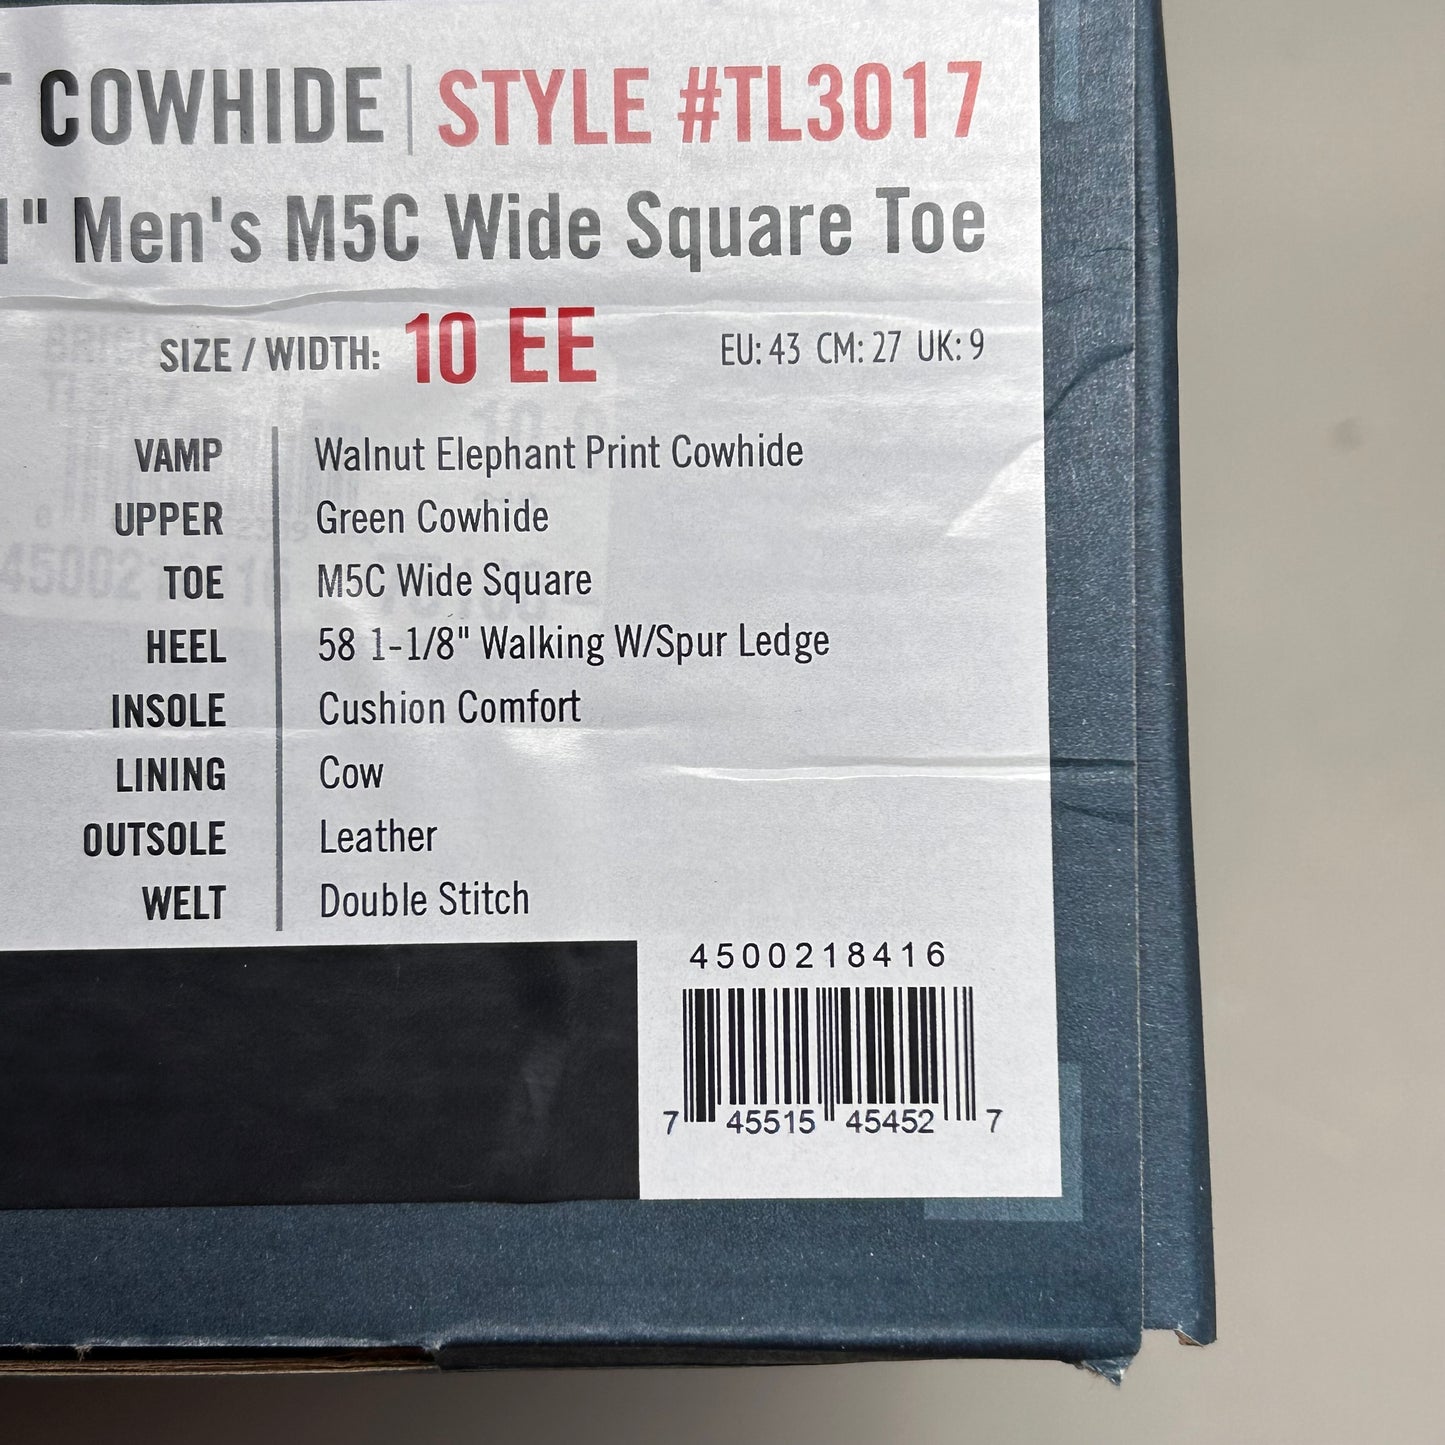 T COWHIDE | STYLE #TL3017
1" Men's M5C Wide Square Toe
SIZE / WIDTH: 10 EE EU: 43 CM: 27 UK: 9
VAMP Walnut Elephant Print Cowhide
UPPER Green Cowhide
TOE M5C Wide Square
HEEL 58 1-1/8" Walking W/Spur Ledge
INSOLE Cushion Comfort
LINING Cow
OUTSOLE Leather
WELT Double Stitch
4500218416
7 45515 45452 7